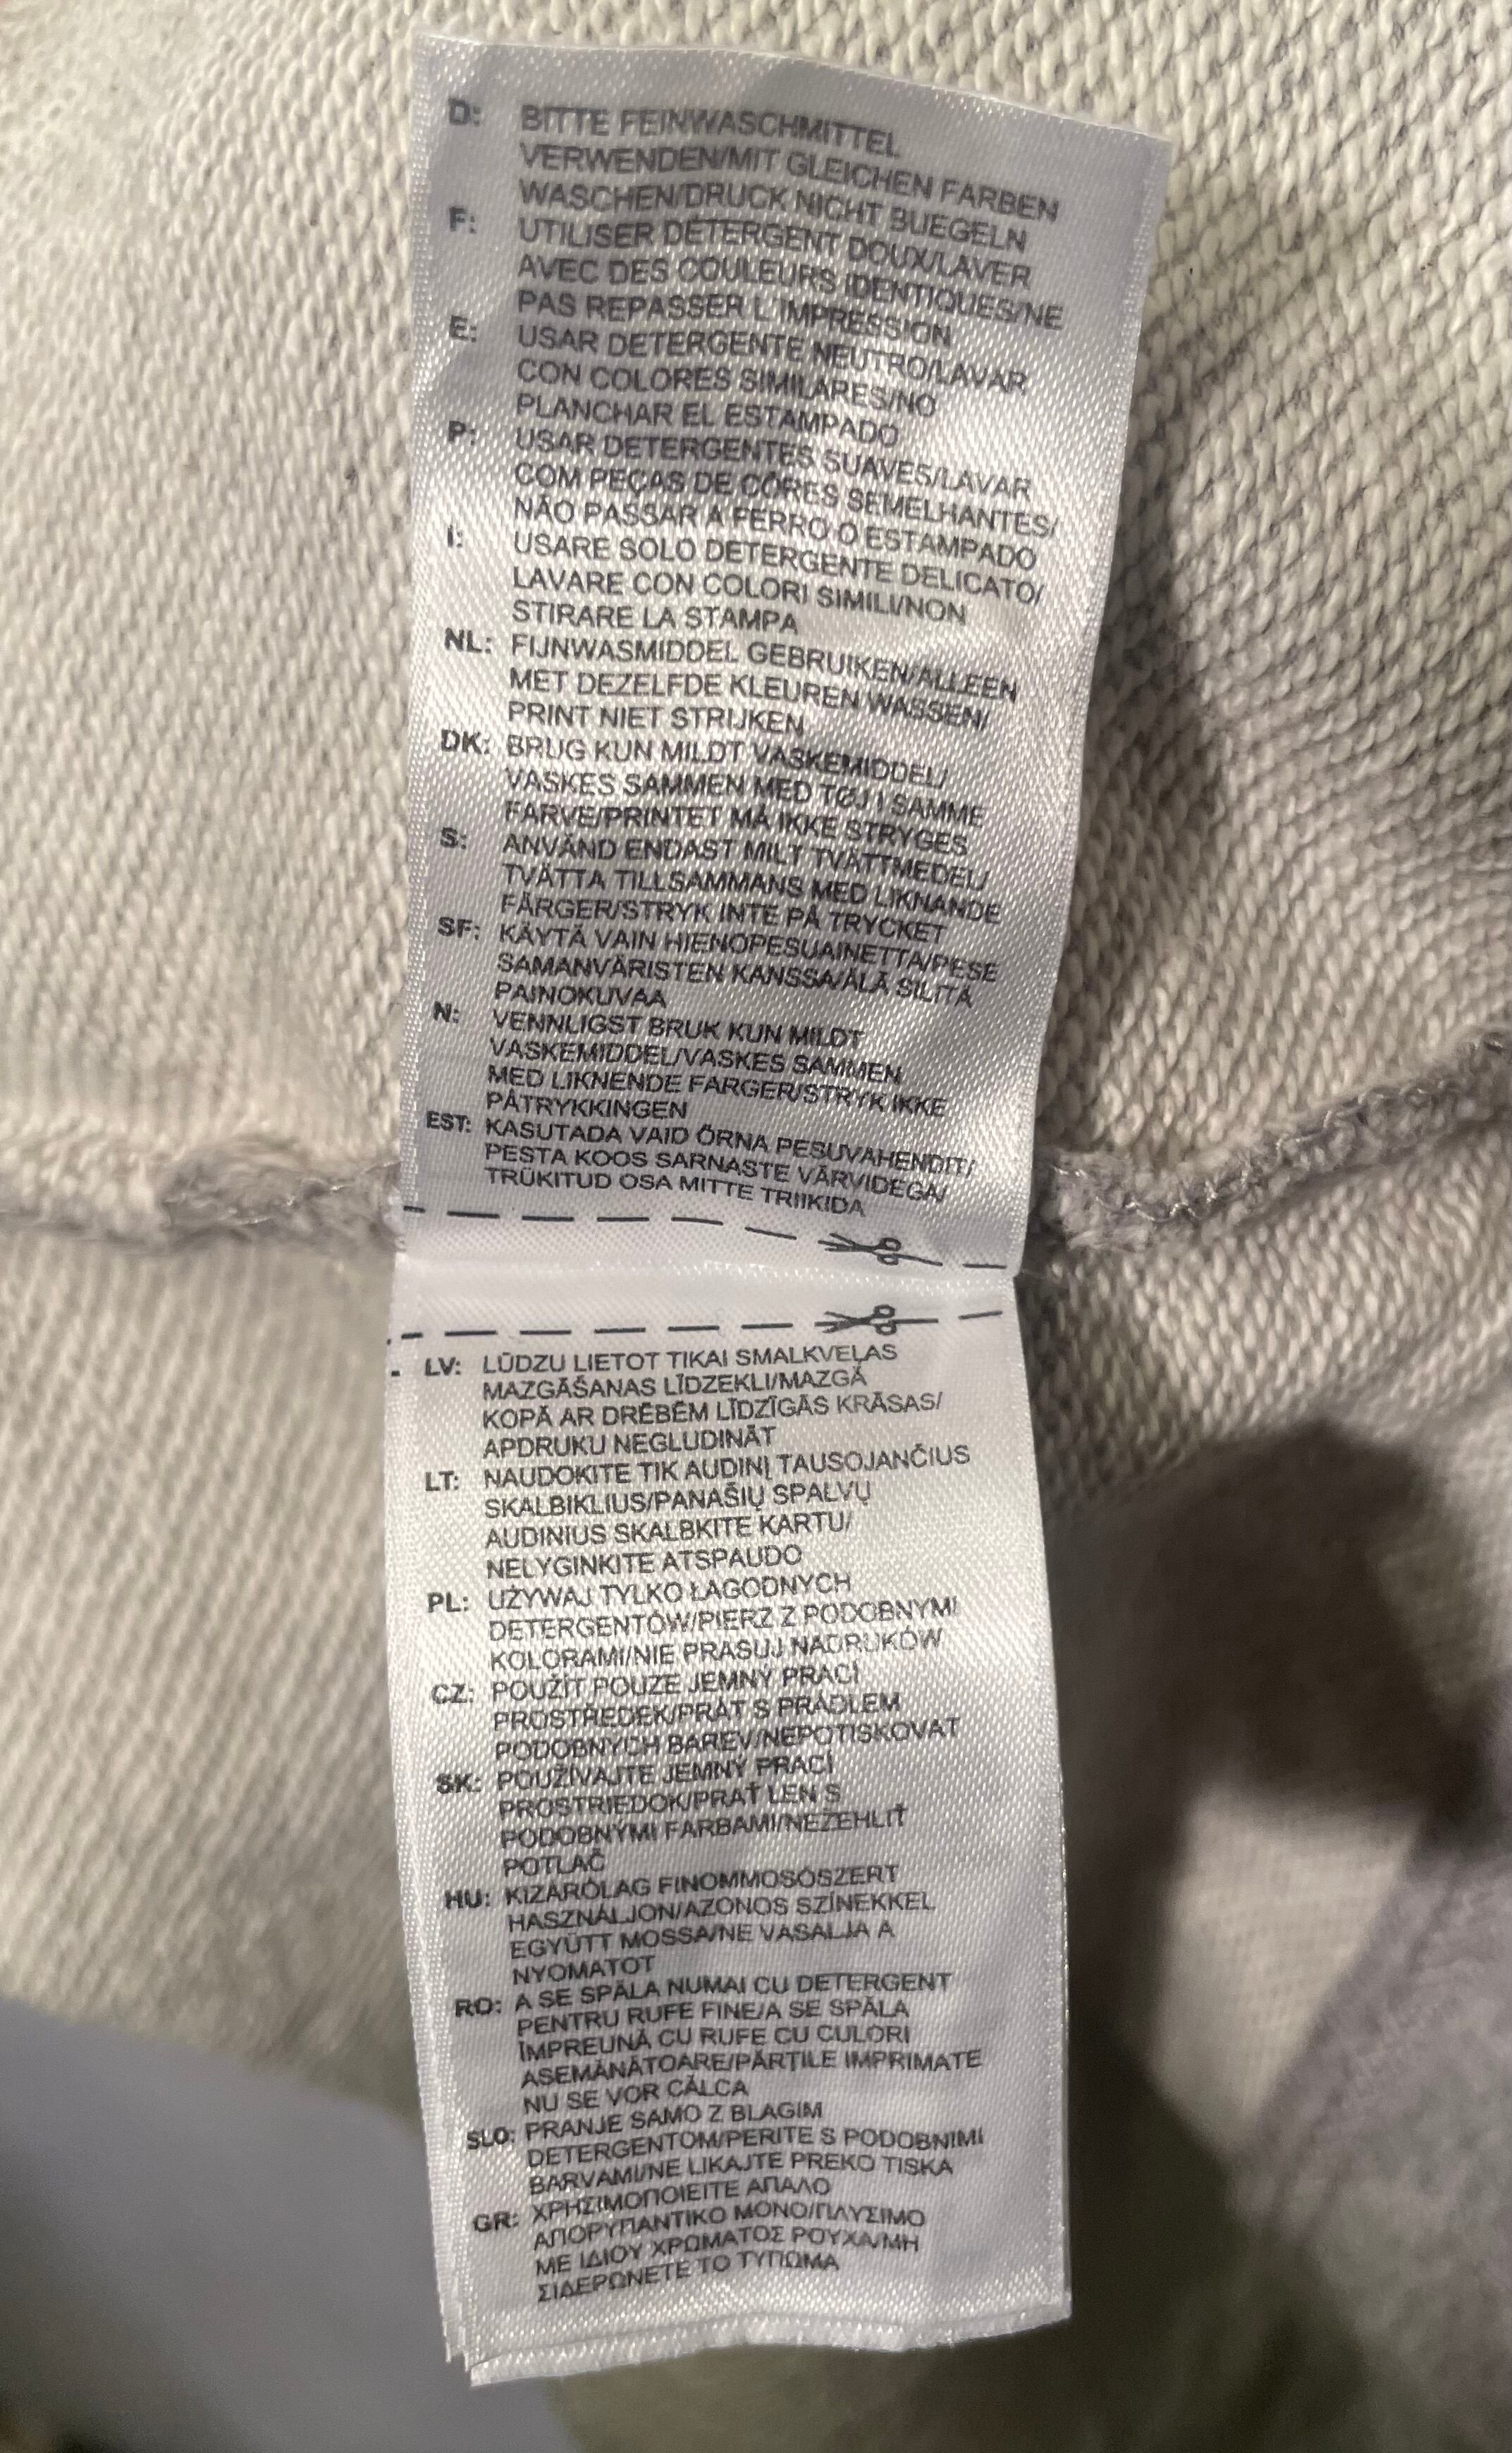 D: BITTE FEINWASCHMITTEL
VERWENDEN/MIT GLEICHEN FARBEN
WASCHEN/DRUCK NICHT BUEGELN
F: UTILISER DÉTERGENT DOUX/LAVER
AVEC DES COULEURS IDENTIQUES/NE
PAS REPASSER L'IMPRESSION
E: USAR DETERGENTE NEUTRO/LAVAR
CON COLORES SIMILARES/NO
PLANCHAR EL ESTAMPADO
P: USAR DETERGENTES SUAVES/LAVAR
COM PEÇAS DE CÔRES SEMELHANTES/
NÃO PASSAR A FERRO O ESTAMPADO
I: USARE SOLO DETERGENTE DELICATO/
LAVARE CON COLORI SIMILI/NON
STIRARE LA STAMPA
NL: FIJNWASMIDDEL GEBRUIKEN/ALLEEN
MET DEZELFDE KLEUREN WASSEN/
PRINT NIET STRIJKEN
DK: BRUG KUN MILDT VASKEMIDDEL/
VASKES SAMMEN MED TØJ I SAMME
FARVE/PRINTET MÅ IKKE STRYGES
S: ANVÄND ENDAST MILT TVÄTTMEDEL/
TVÄTTA TILLSAMMANS MED LIKNANDE
FÄRGER/STRYK INTE PÅ TRYCKET
SF: KÄYTÄ VAIN HIENOPESUAINETTA/PESE
SAMANVÄRISTEN KANSSA/ÄLÄ SILITÄ
PAINOKUVAA
N: VENNLIGST BRUK KUN MILDT
VASKEMIDDEL/VASKES SAMMEN
MED LIKNENDE FARGER/STRYK IKKE
PÅTRYKKINGEN
EST: KASUTADA VAID ÕRNA PESUVAHENDIT/
PESTA KOOS SARNASTE VÄRVIDEGA/
TRÜKITUD OSA MITTE TRIIKIDA
LV: LŪDZU LIETOT TIKAI SMALKVEĻAS
MAZGĀŠANAS LĪDZEKLI/MAZGĀ
KOPĀ AR DRĒBĒM LĪDZĪGĀS KRĀSAS/
APDRUKU NEGLUDINĀT
LT: NAUDOKITE TIK AUDINĮ TAUSOJANČIUS
SKALBIKLIUS/PANAŠIŲ SPALVŲ
AUDINIUS SKALBKITE KARTU/
NELYGINKITE ATSPAUDO
PL: UŻYWAJ TYLKO ŁAGODNYCH
DETERGENTÓW/PIERZ Z PODOBNYMI
KOLORAMI/NIE PRASUJ NADRUKÓW
CZ: POUŽÍT POUZE JEMNÝ PRACÍ
PROSTŘEDEK/PRÁT S PRÁDLEM
PODOBNÝCH BAREV/NEPOTISKOVAT
SK: POUŽÍVAJTE JEMNÝ PRACÍ
PROSTRIEDOK/PRAŤ LEN S
PODOBNÝMI FARBAMI/NEŽEHLIŤ
POTLAČ
HU: KIZÁRÓLAG FINOMMOSÓSZERT
HASZNÁLJON/AZONOS SZÍNEKKEL
EGYÜTT MOSSA/NE VASALJA A
NYOMATOT
RO: A SE SPĂLA NUMAI CU DETERGENT
PENTRU RUFE FINE/A SE SPĂLA
ÎMPREUNĂ CU RUFE CU CULORI
ASEMĂNĂTOARE/PĂRŢILE IMPRIMATE
NU SE VOR CĂLCA
SLO: PRANJE SAMO Z BLAGIM
DETERGENTOM/PERITE S PODOBNIMI
BARVAMI/NE LIKAJTE PREKO TISKA
GR: ΧΡΗΣΙΜΟΠΟΙΕΙΤΕ ΑΠΑΛΟ
ΑΠΟΡΥΠΑΝΤΙΚΟ ΜΟΝΟ/ΠΛΥΣΙΜΟ
ΜΕ ΙΔΙΟΥ ΧΡΩΜΑΤΟΣ ΡΟΥΧΑ/ΜΗ
ΣΙΔΕΡΩΝΕΤΕ ΤΟ ΤΥΠΩΜΑ